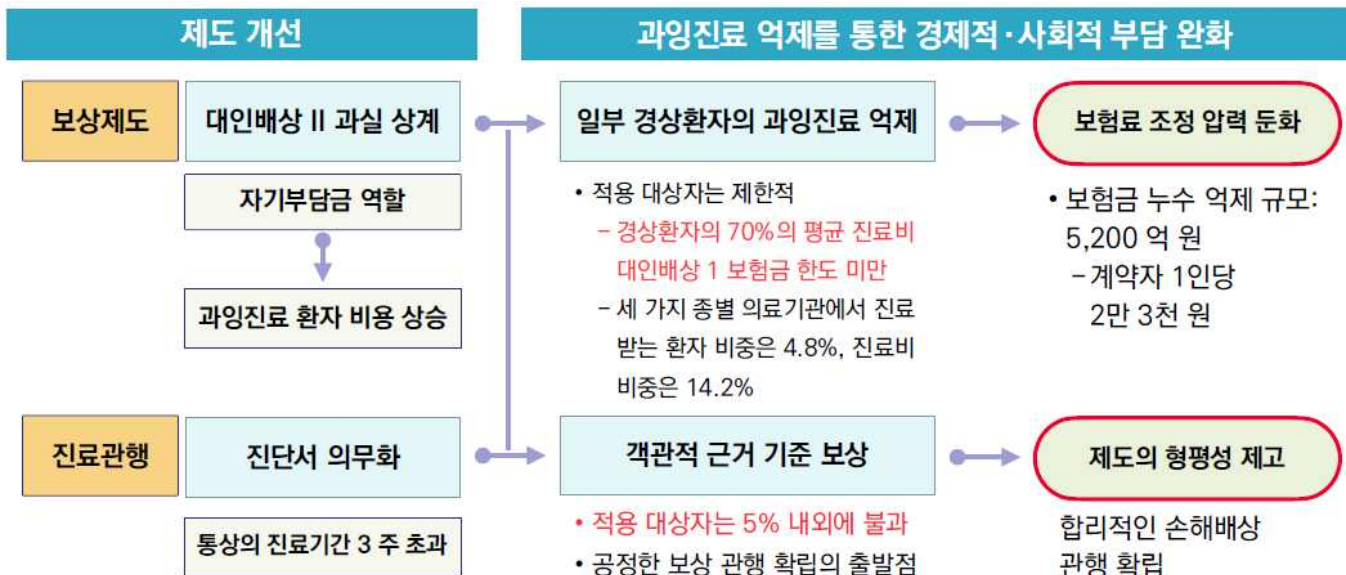 제도 개선
과잉진료 억제를 통한 경제적·사회적 부담 완화
보상제도
대인배상 II 과실 상계
일부 경상환자의 과잉진료 억제
보험료 조정 압력 둔화
자기부담금 역할
과잉진료 환자 비용 상승
• 적용 대상자는 제한적
– 경상환자의 70%의 평균 진료비
대인배상 1 보험금 한도 미만
– 세 가지 종별 의료기관에서 진료
받는 환자 비중은 4.8%, 진료비
비중은 14.2%
• 보험금 누수 억제 규모:
5,200 억 원
– 계약자 1인당
2만 3천 원
진료관행
진단서 의무화
객관적 근거 기준 보상
제도의 형평성 제고
통상의 진료기간 3 주 초과
• 적용 대상자는 5% 내외에 불과
• 공정한 보상 관행 확립의 출발점
합리적인 손해배상
관행 확립